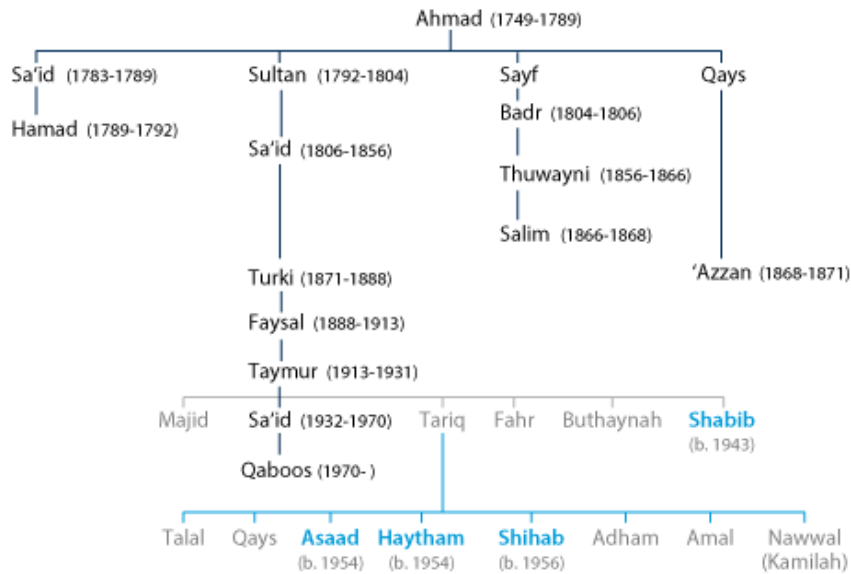 Ahmad (1749-1789)
Sa‘id (1783-1789) Sultan (1792-1804) Sayf Qays
Badr (1804-1806)
Hamad (1789-1792)
Sa‘id (1806-1856)
Thuwayni (1856-1866)
Salim (1866-1868)
‘Azzan (1868-1871)
Turki (1871-1888)
Faysal (1888-1913)
Taymur (1913-1931)
Majid Sa‘id (1932-1970) Tariq Fahr Buthaynah Shabib
(b. 1943)
Qaboos (1970- )
Talal Qays Asaad Haytham Shihab Adham Amal Nawwal
(b. 1954) (b. 1954) (b. 1956) (Kamilah)